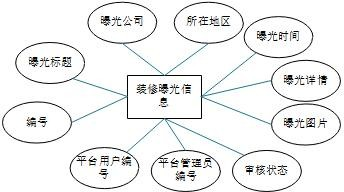 曝光公司
所在地区
曝光时间
曝光标题
装修曝光信
息
曝光详情
编号
曝光图片
平台用户编
号
平台管理员
编号
审核状态